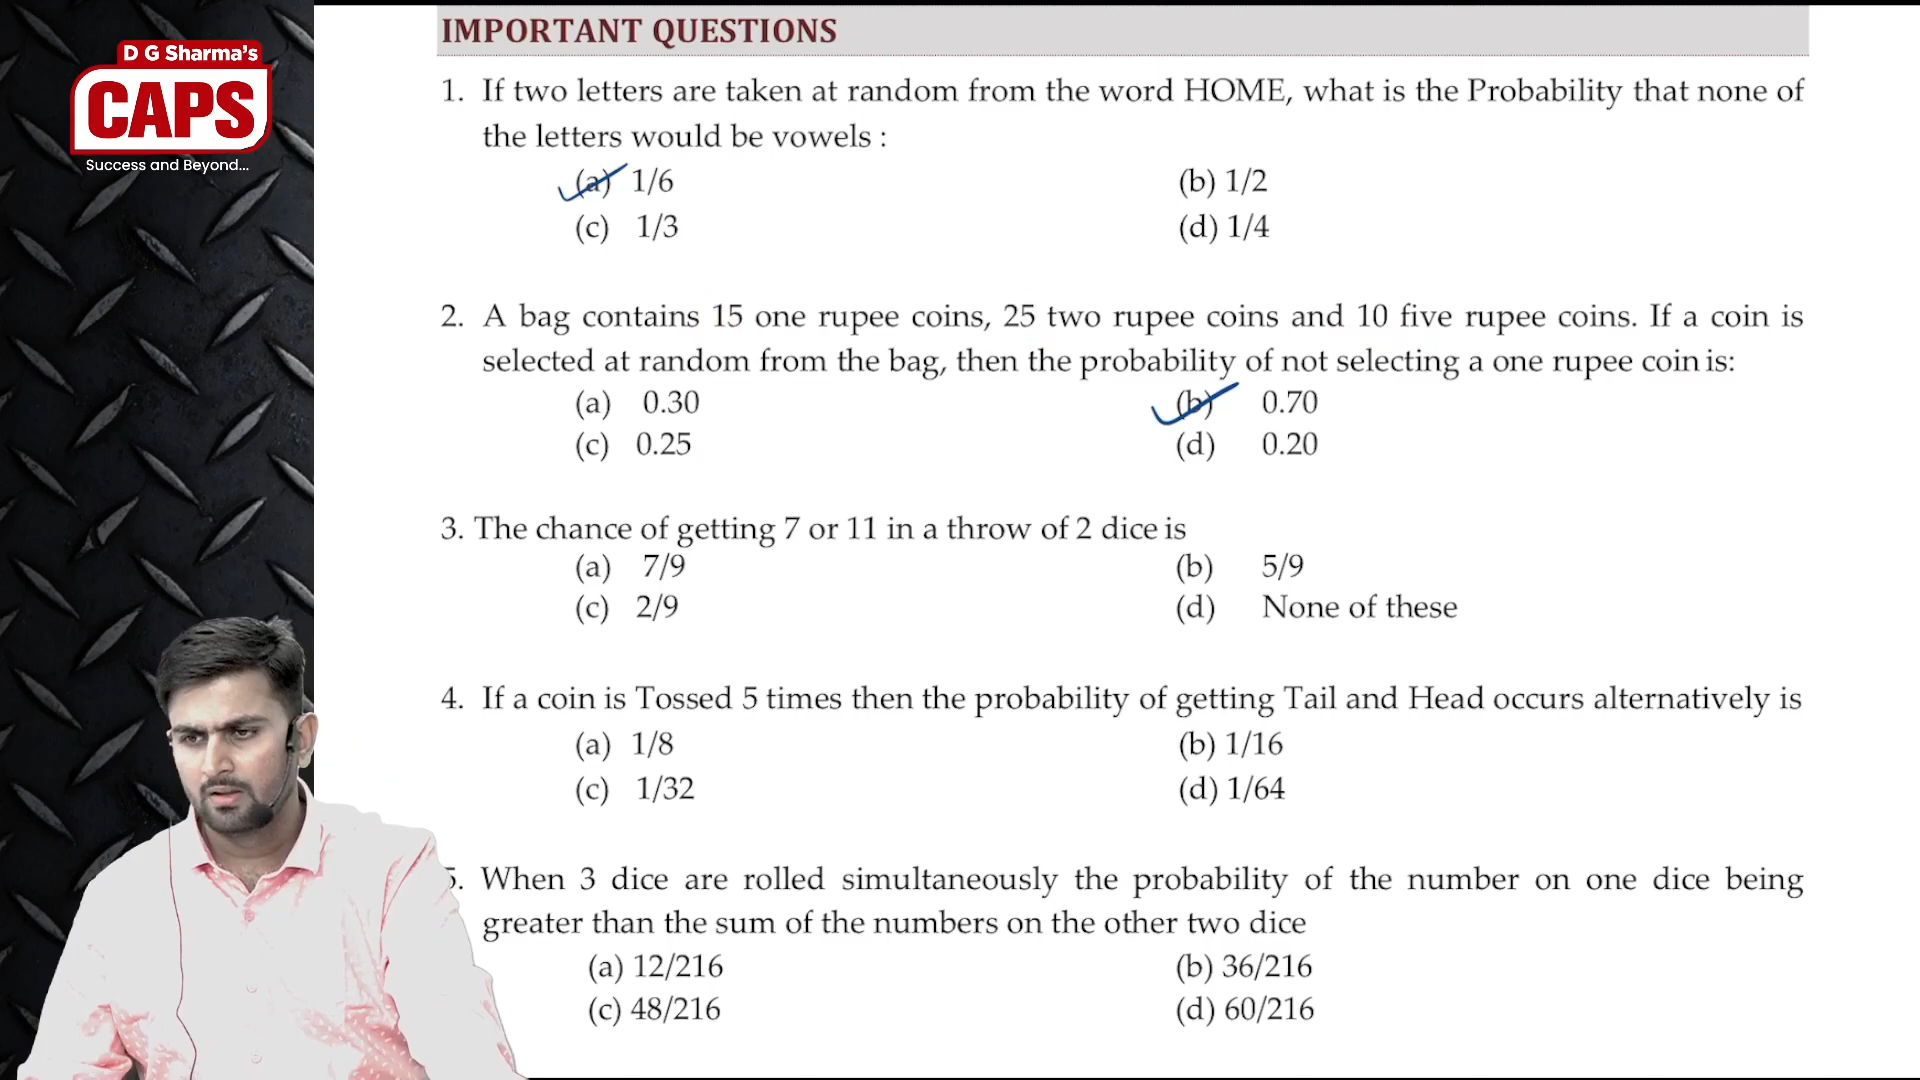 D G Sharma's
CAPS
Success and Beyond...
IMPORTANT QUESTIONS
1. If two letters are taken at random from the word HOME, what is the Probability that none of
the letters would be vowels :
(a) 1/6
(b) 1/2
(c) 1/3
(d) 1/4
2. A bag contains 15 one rupee coins, 25 two rupee coins and 10 five rupee coins. If a coin is
selected at random from the bag, then the probability of not selecting a one rupee coin is:
(a) 0.30
(b) 0.70
(c) 0.25
(d) 0.20
3. The chance of getting 7 or 11 in a throw of 2 dice is
(a) 7/9
(b) 5/9
(c) 2/9
(d) None of these
4. If a coin is Tossed 5 times then the probability of getting Tail and Head occurs alternatively is
(a) 1/8
(b) 1/16
(c) 1/32
(d) 1/64
5. When 3 dice are rolled simultaneously the probability of the number on one dice being
greater than the sum of the numbers on the other two dice
(a) 12/216
(b) 36/216
(c) 48/216
(d) 60/216